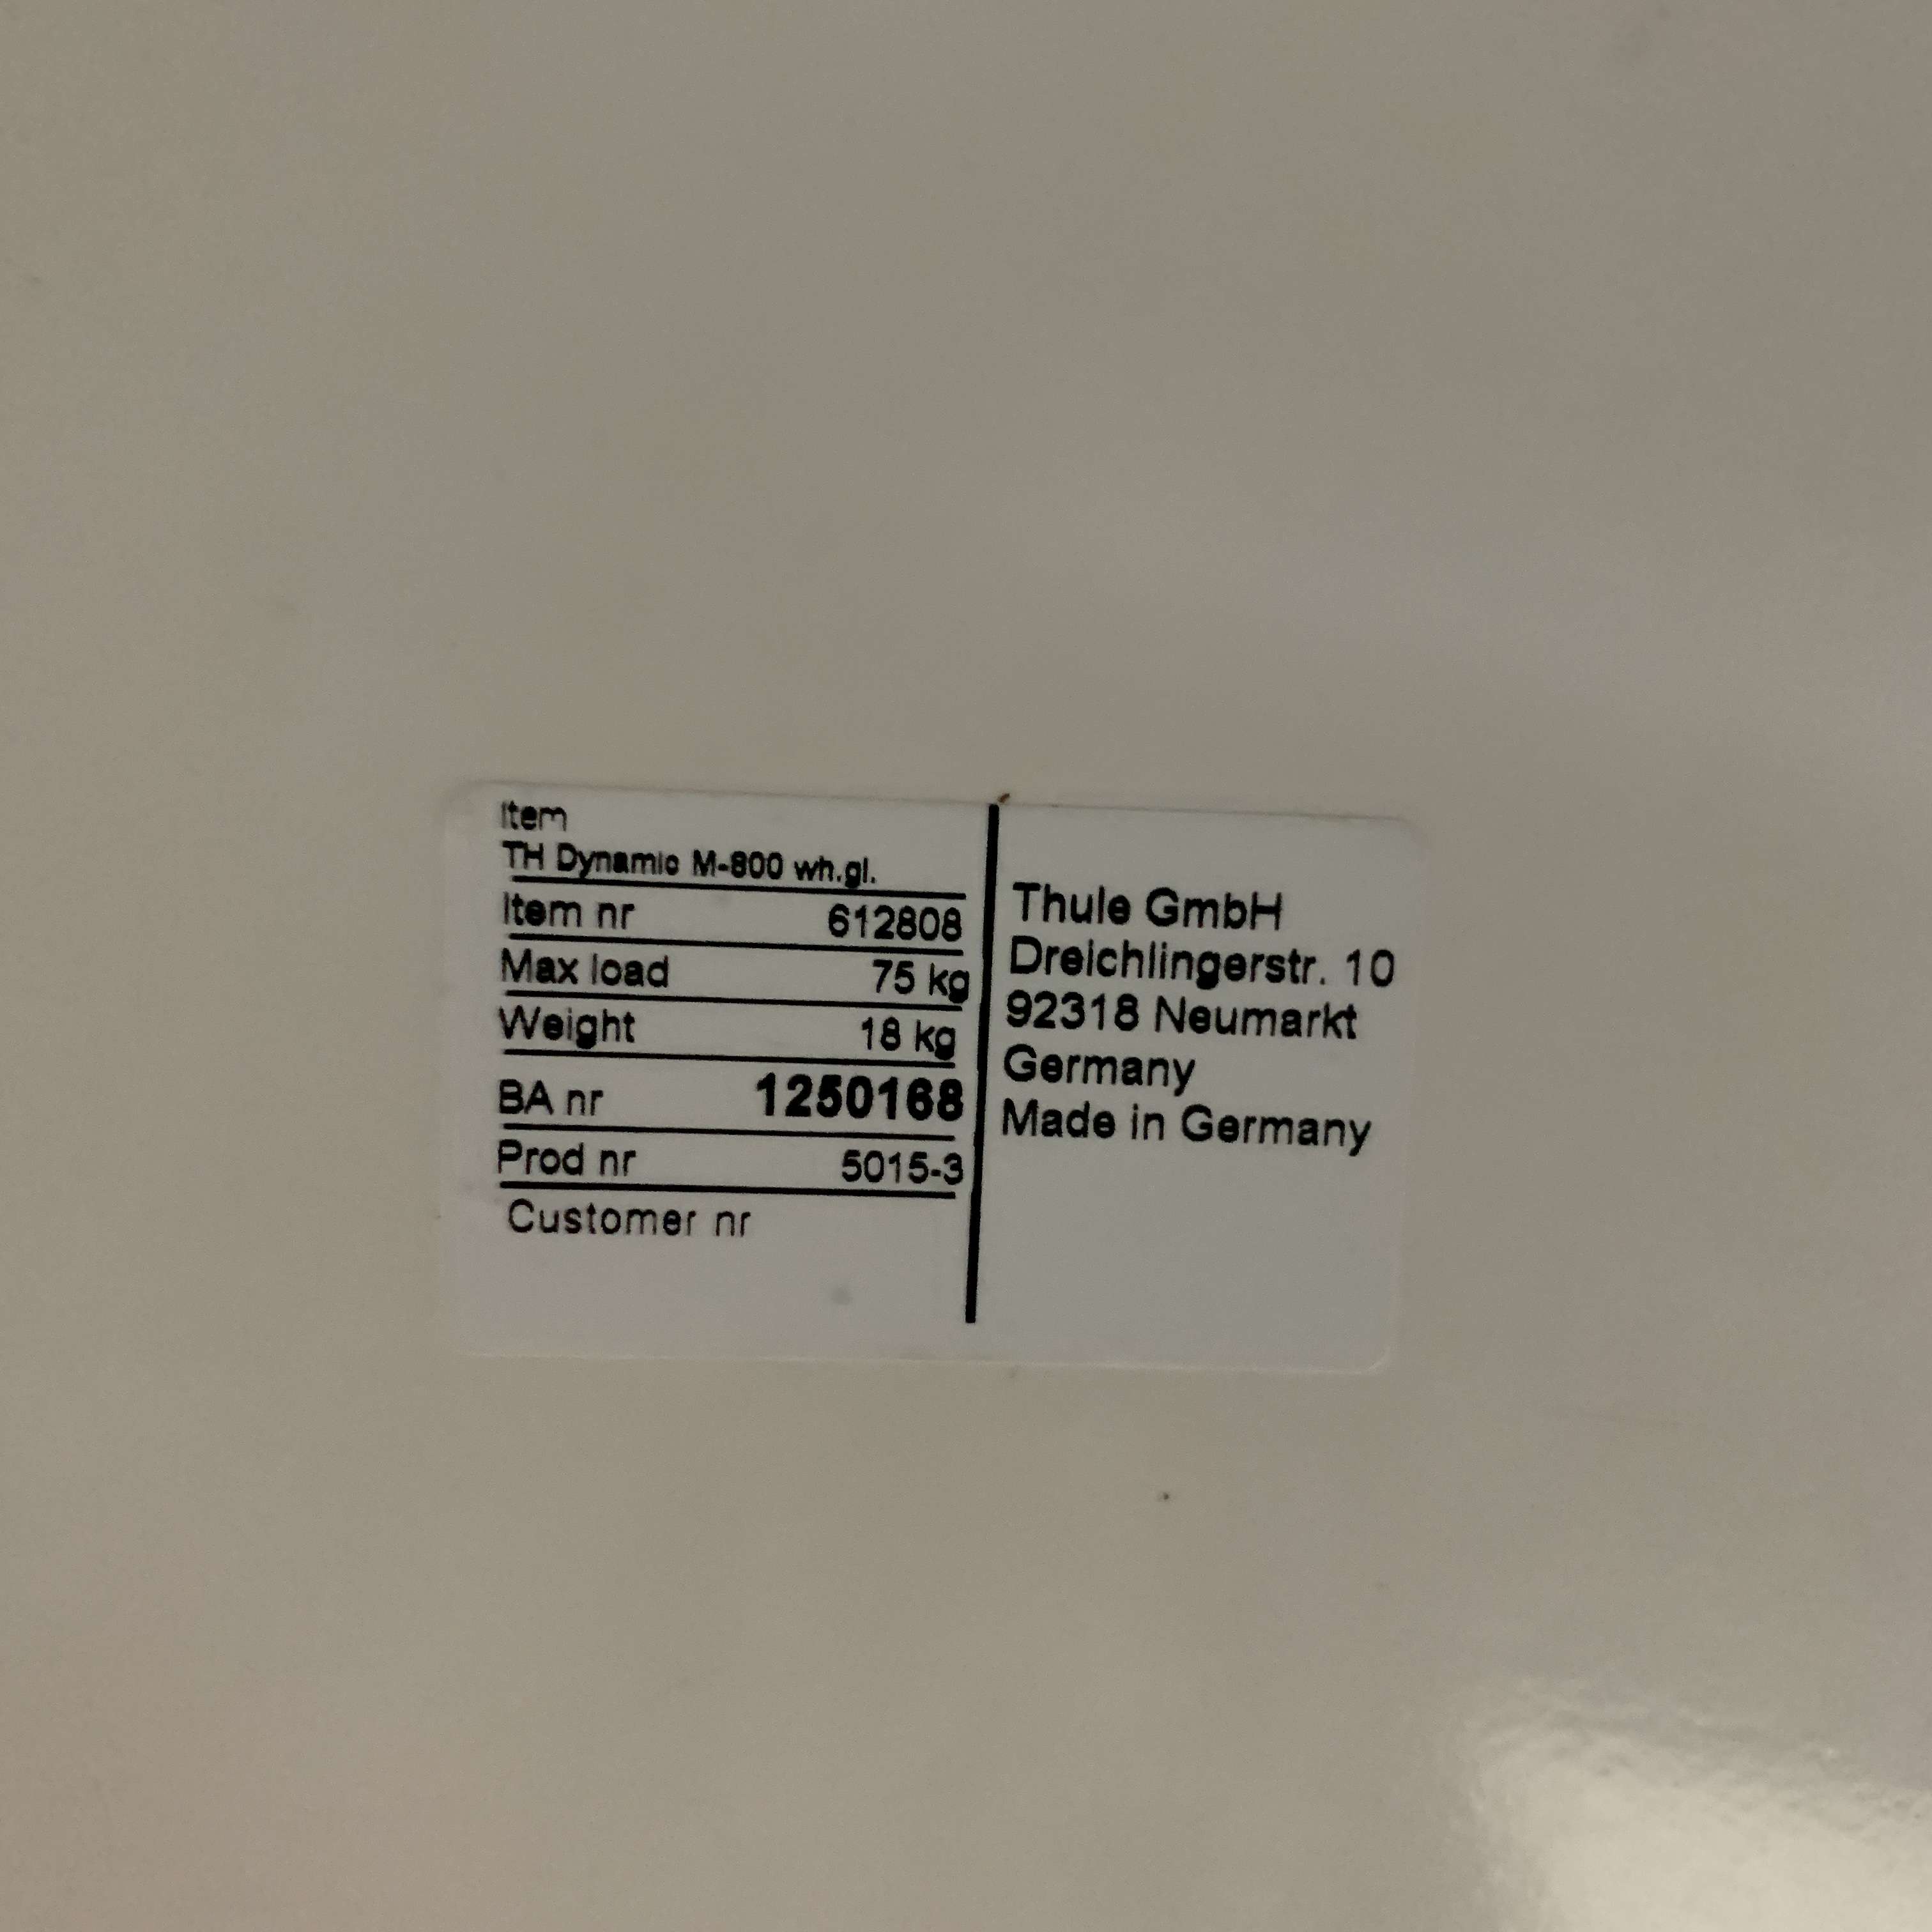 Item
TH Dynamic M-800 wh.gl.
Item nr 612808
Max load 75 kg
Weight 18 kg
BA nr 1250168
Prod nr 5015-3
Customer nr
Thule GmbH
Dreichlingerstr. 10
92318 Neumarkt
Germany
Made in Germany